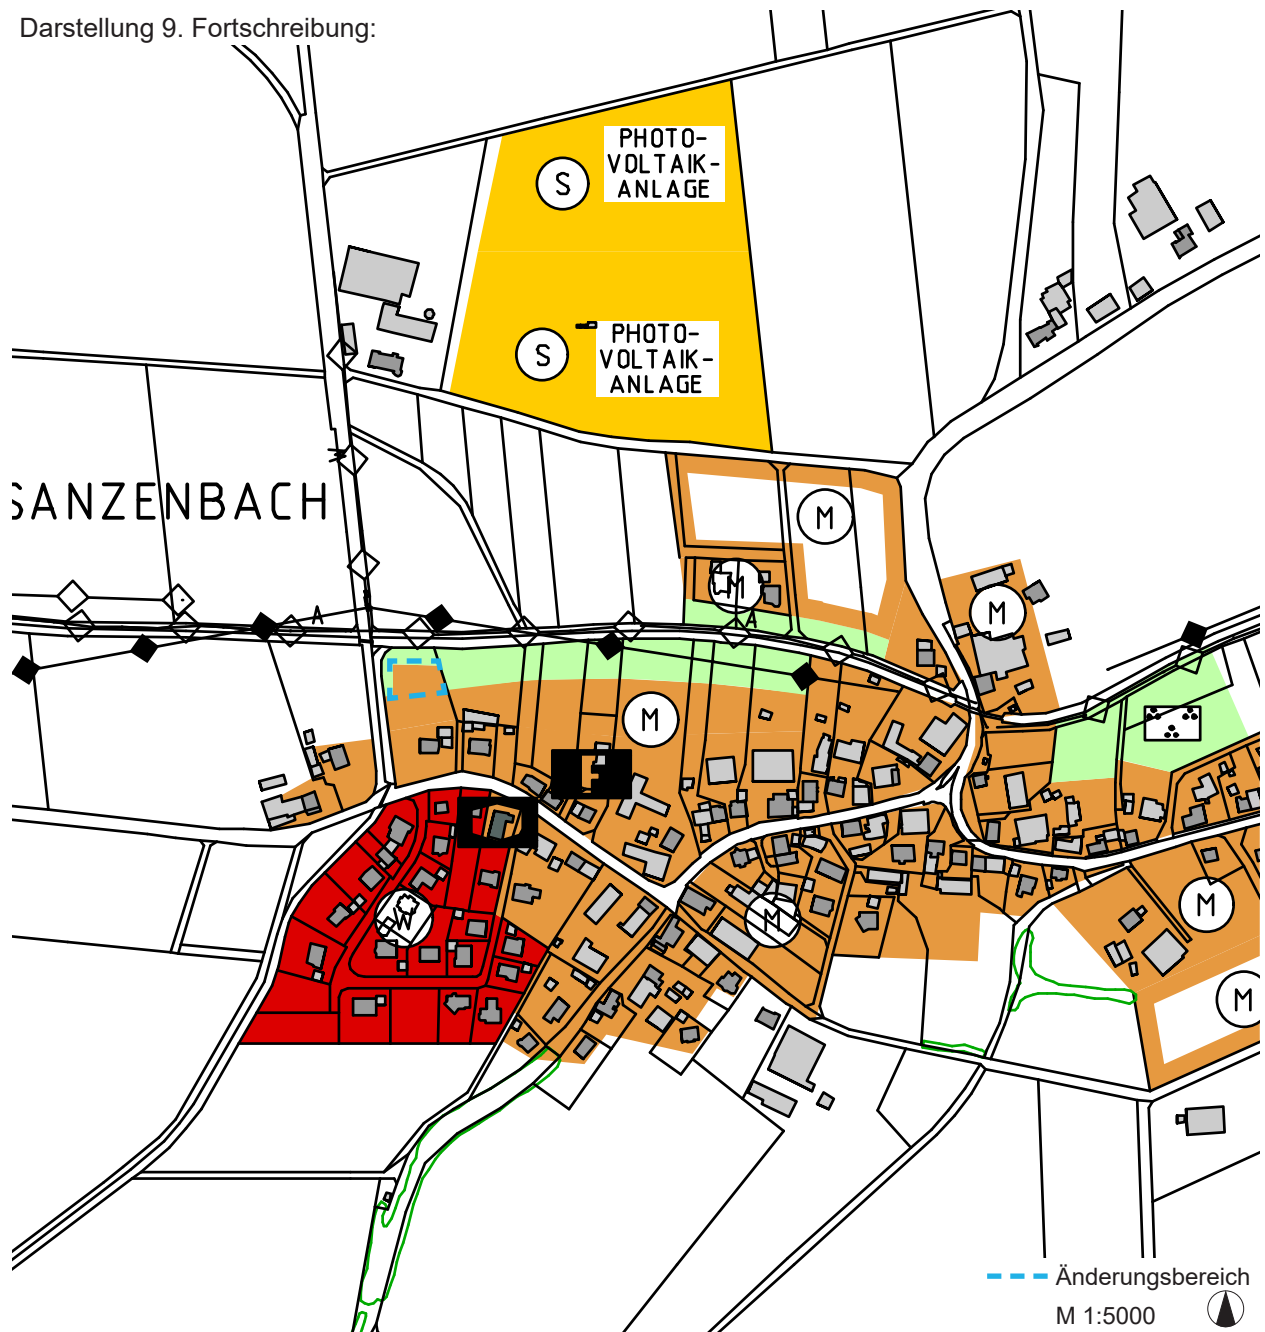 Darstellung 9. Fortschreibung:
PHOTO-
VOLTAIK-
ANLAGE
S
PHOTO-
VOLTAIK-
ANLAGE
S
SANZENBACH
W
M
M
M
A
A
M
F
W
M
M
M
Änderungsbereich
M 1:5000